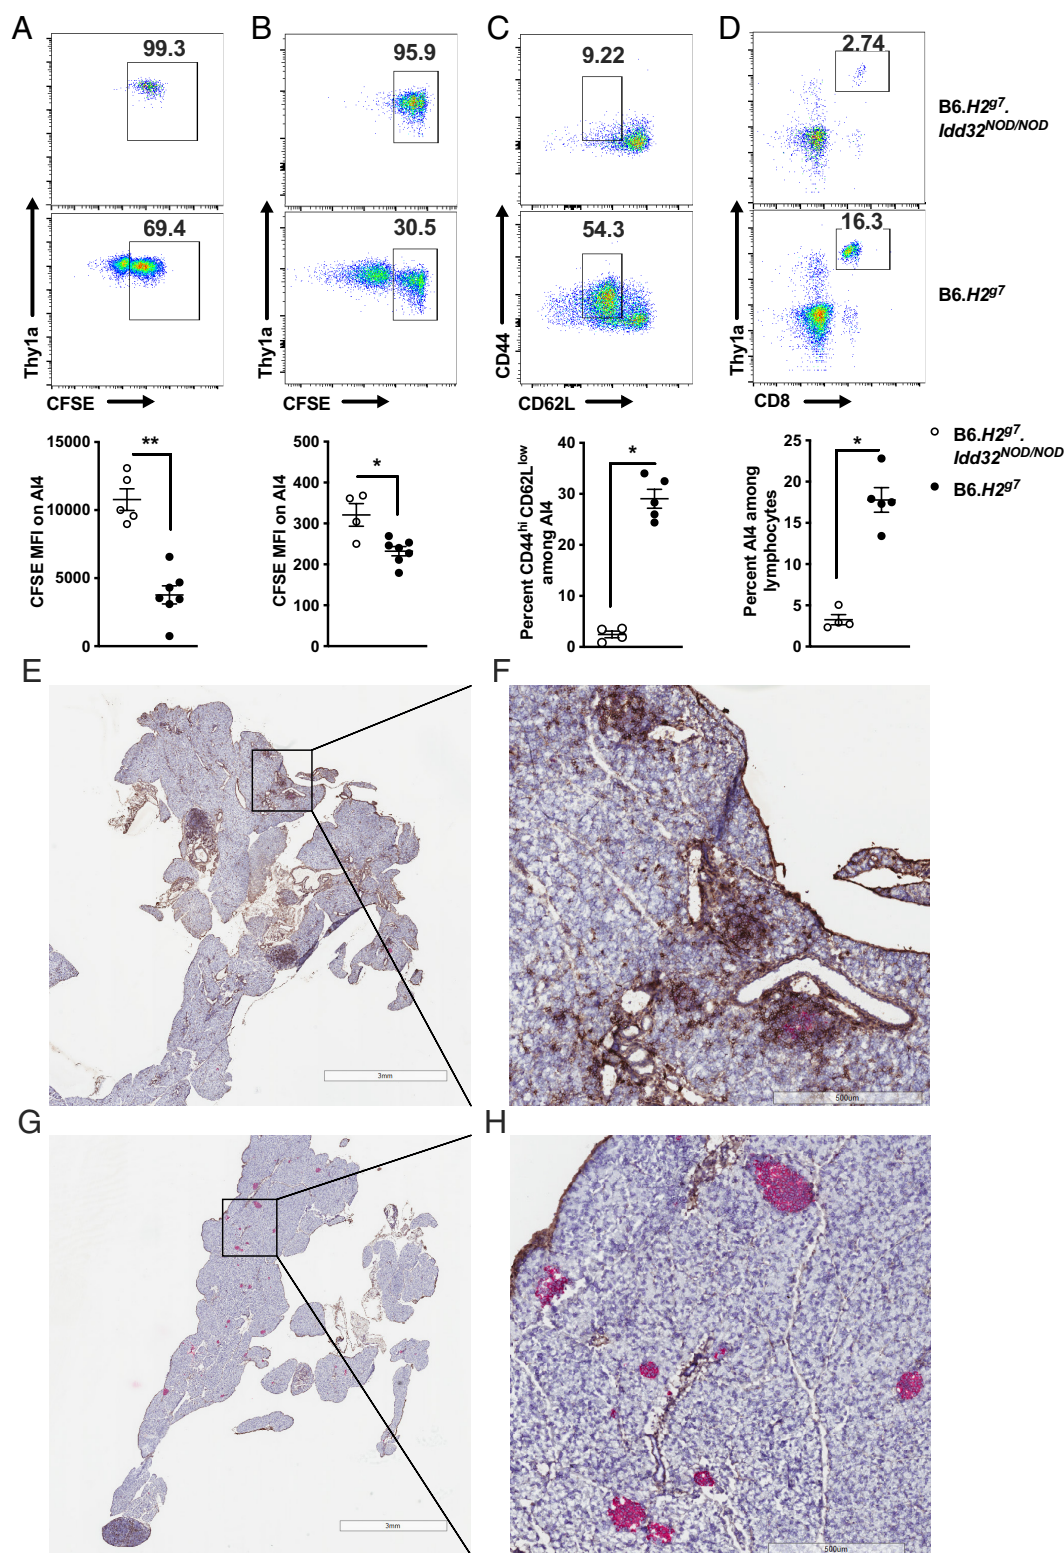 A
B
C
D
99.3
95.9
9.22
2.74
B6.H2g7.
Idd32NOD/NOD
69.4
30.5
54.3
16.3
B6.H2g7
Thy1a
Thy1a
CD44
Thy1a
CFSE
CFSE
CD62L
CD8
15000
10000
5000
0
CFSE MFI on AI4
**
500
400
300
200
100
0
CFSE MFI on AI4
*
40
30
20
10
0
Percent CD44hi CD62Llow
among AI4
*
25
20
15
10
5
0
Percent AI4 among
lymphocytes
*
B6.H2g7.
Idd32NOD/NOD
B6.H2g7
E
F
3mm
500um
G
H
3mm
500um